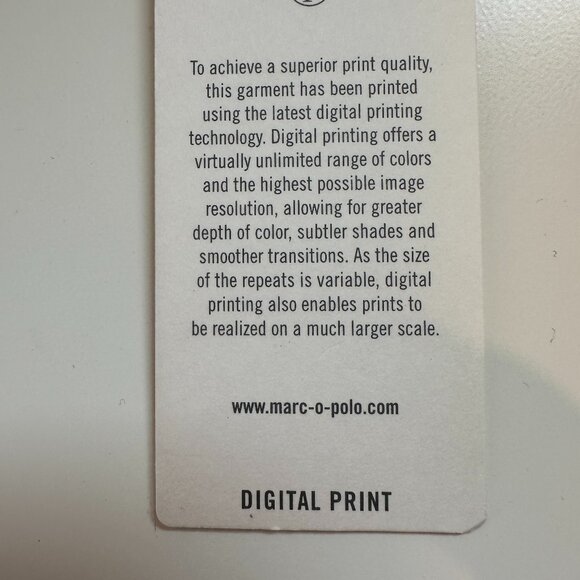 To achieve a superior print quality,
this garment has been printed
using the latest digital printing
technology. Digital printing offers a
virtually unlimited range of colors
and the highest possible image
resolution, allowing for greater
depth of color, subtler shades and
smoother transitions. As the size
of the repeats is variable, digital
printing also enables prints to
be realized on a much larger scale.
www.marc-o-polo.com
DIGITAL PRINT